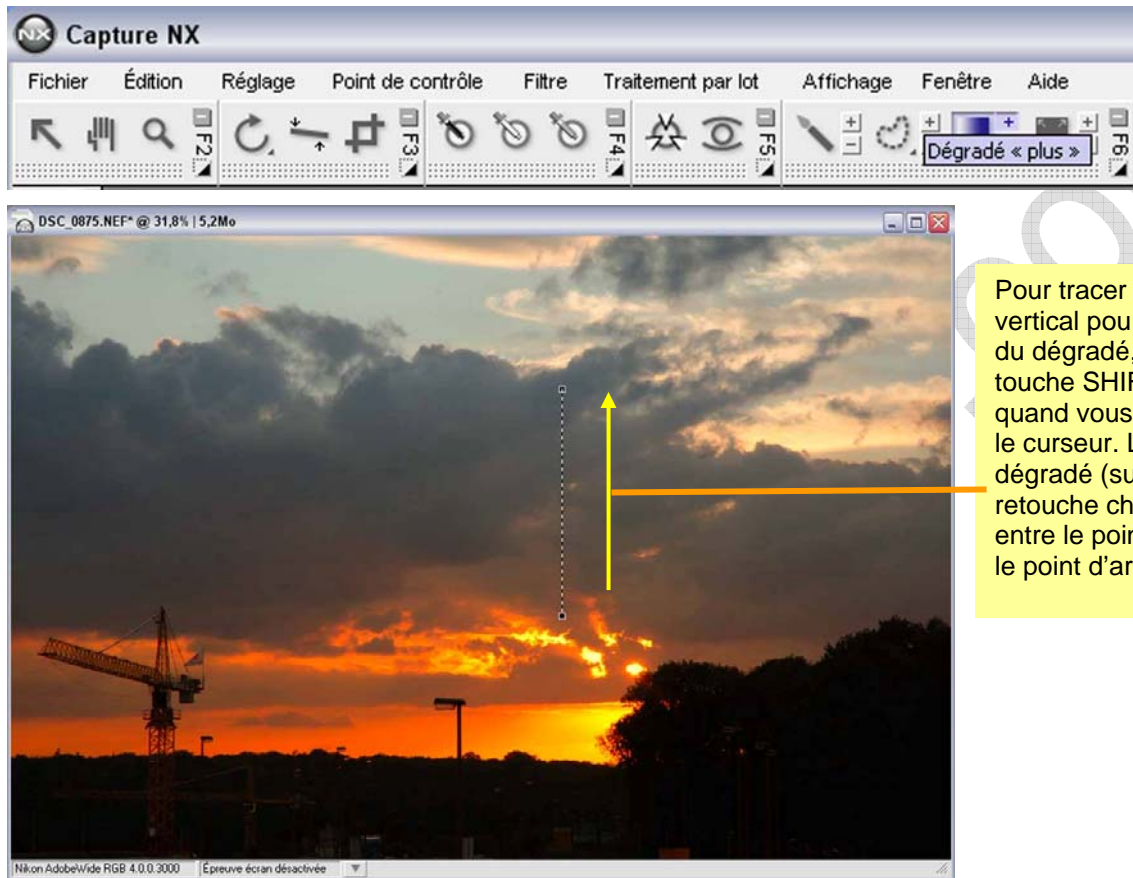 NX Capture NX
Fichier Édition Réglage Point de contrôle Filtre Traitement par lot Affichage Fenêtre Aide
F2 F3 F4 F5 F6
Dégradé « plus »
DSC_0875.NEF* @ 31,8% | 5,2Mo
Pour tracer
vertical pou
du dégradé,
touche SHIF
quand vous
le curseur. L
dégradé (su
retouche ch
entre le poin
le point d’ar
Nikon AdobeWide RGB 4.0.0.3000 Épreuve écran désactivée